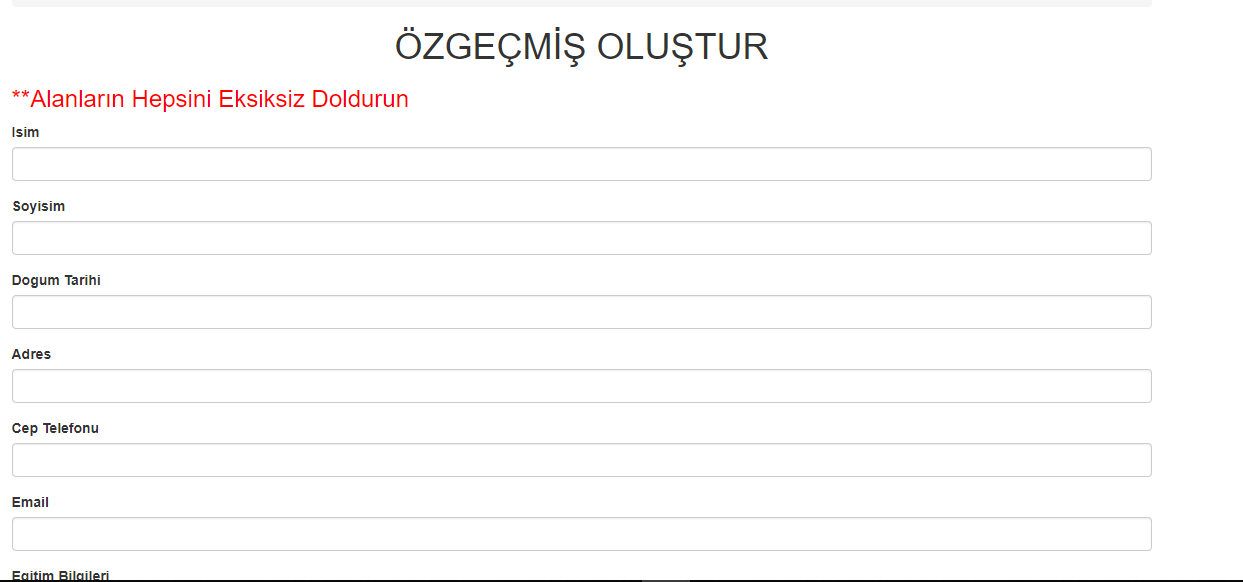 ÖZGEÇMİŞ OLUŞTUR
**Alanların Hepsini Eksiksiz Doldurun
Isim
Soyisim
Dogum Tarihi
Adres
Cep Telefonu
Email
Egitim Bilgileri